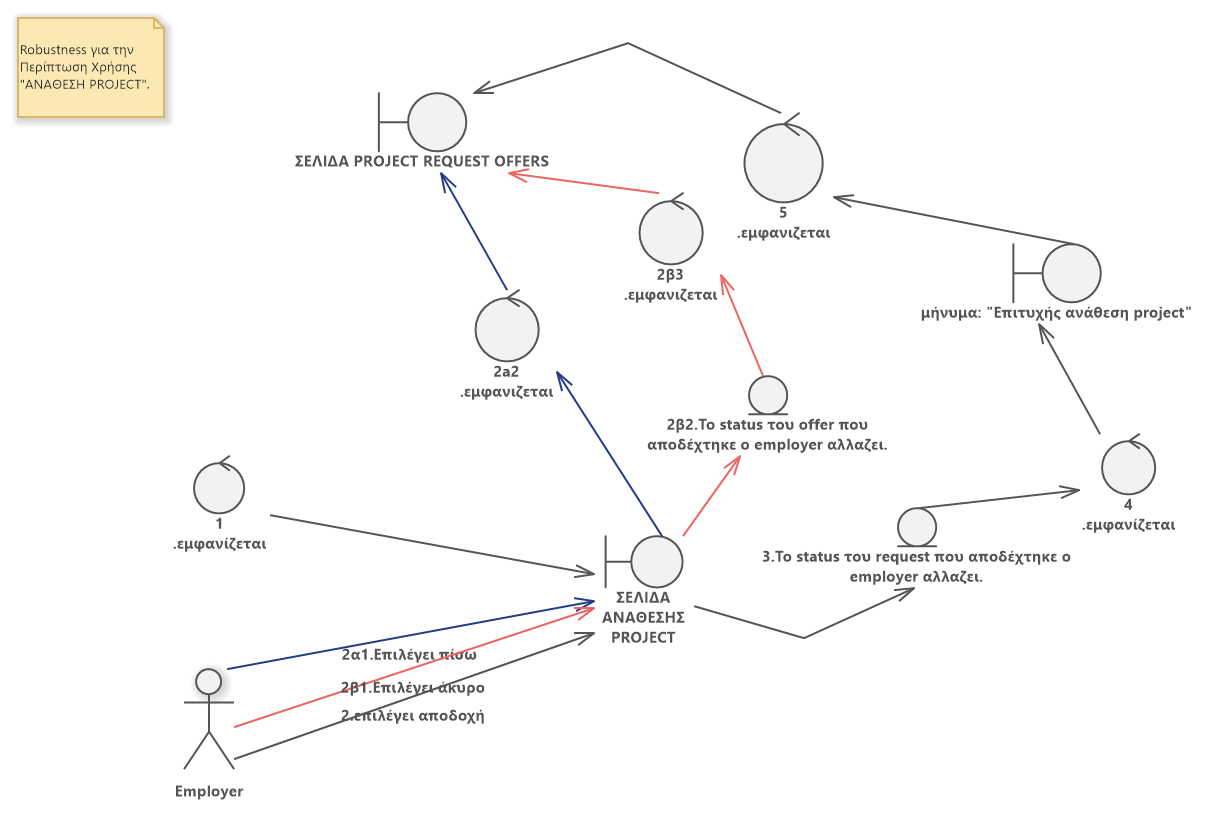 Robustness για την
Περίπτωση Χρήσης
"ΑΝΑΘΕΣΗ PROJECT".
ΣΕΛΙΔΑ PROJECT REQUEST OFFERS
5
.εμφανιζεται
2β3
.εμφανιζεται
μήνυμα: "Επιτυχής ανάθεση project"
2a2
.εμφανιζεται
2β2.Το status του offer που
αποδέχτηκε ο employer αλλαζει.
1
.εμφανίζεται
4
.εμφανίζεται
3.Το status του request που αποδέχτηκε ο
employer αλλαζει.
ΣΕΛΙΔΑ
ΑΝΑΘΕΣΗΣ
PROJECT
2α1.Επιλέγει πίσω
2β1.Επιλέγει άκυρο
2.επιλέγει αποδοχή
Employer